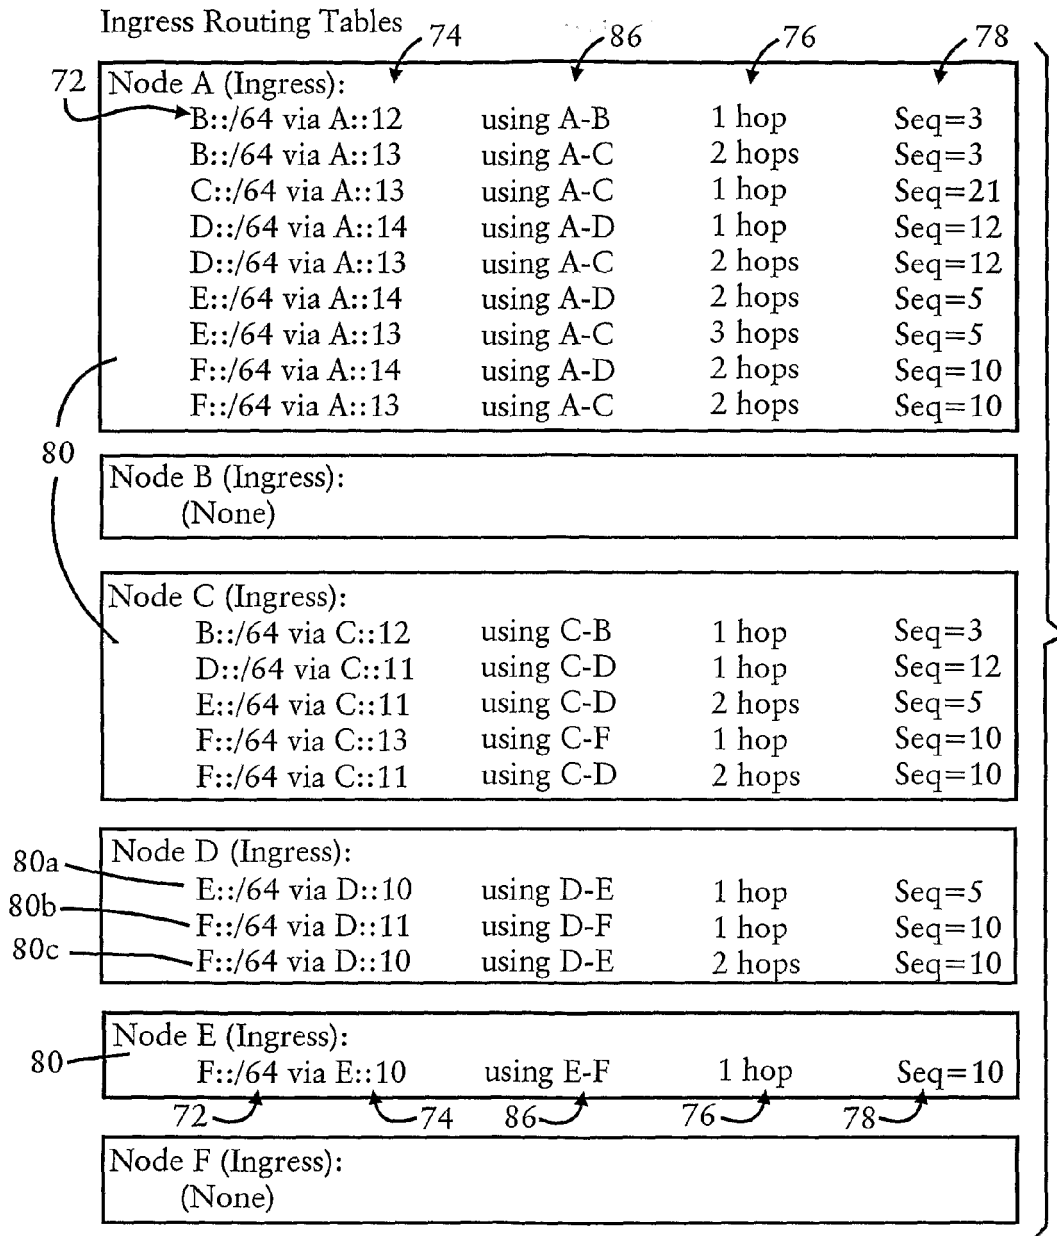 Ingress Routing Tables
74 86 76 78
72 Node A (Ingress):
B::/64 via A::12 using A-B 1 hop Seq=3
B::/64 via A::13 using A-C 2 hops Seq=3
C::/64 via A::13 using A-C 1 hop Seq=21
D::/64 via A::14 using A-D 1 hop Seq=12
D::/64 via A::13 using A-C 2 hops Seq=12
E::/64 via A::14 using A-D 2 hops Seq=5
E::/64 via A::13 using A-C 3 hops Seq=5
F::/64 via A::14 using A-D 2 hops Seq=10
F::/64 via A::13 using A-C 2 hops Seq=10
80
Node B (Ingress):
(None)
Node C (Ingress):
B::/64 via C::12 using C-B 1 hop Seq=3
D::/64 via C::11 using C-D 1 hop Seq=12
E::/64 via C::11 using C-D 2 hops Seq=5
F::/64 via C::13 using C-F 1 hop Seq=10
F::/64 via C::11 using C-D 2 hops Seq=10
Node D (Ingress):
80a E::/64 via D::10 using D-E 1 hop Seq=5
80b F::/64 via D::11 using D-F 1 hop Seq=10
80c F::/64 via D::10 using D-E 2 hops Seq=10
Node E (Ingress):
80 F::/64 via E::10 using E-F 1 hop Seq=10
72 74 86 76 78
Node F (Ingress):
(None)